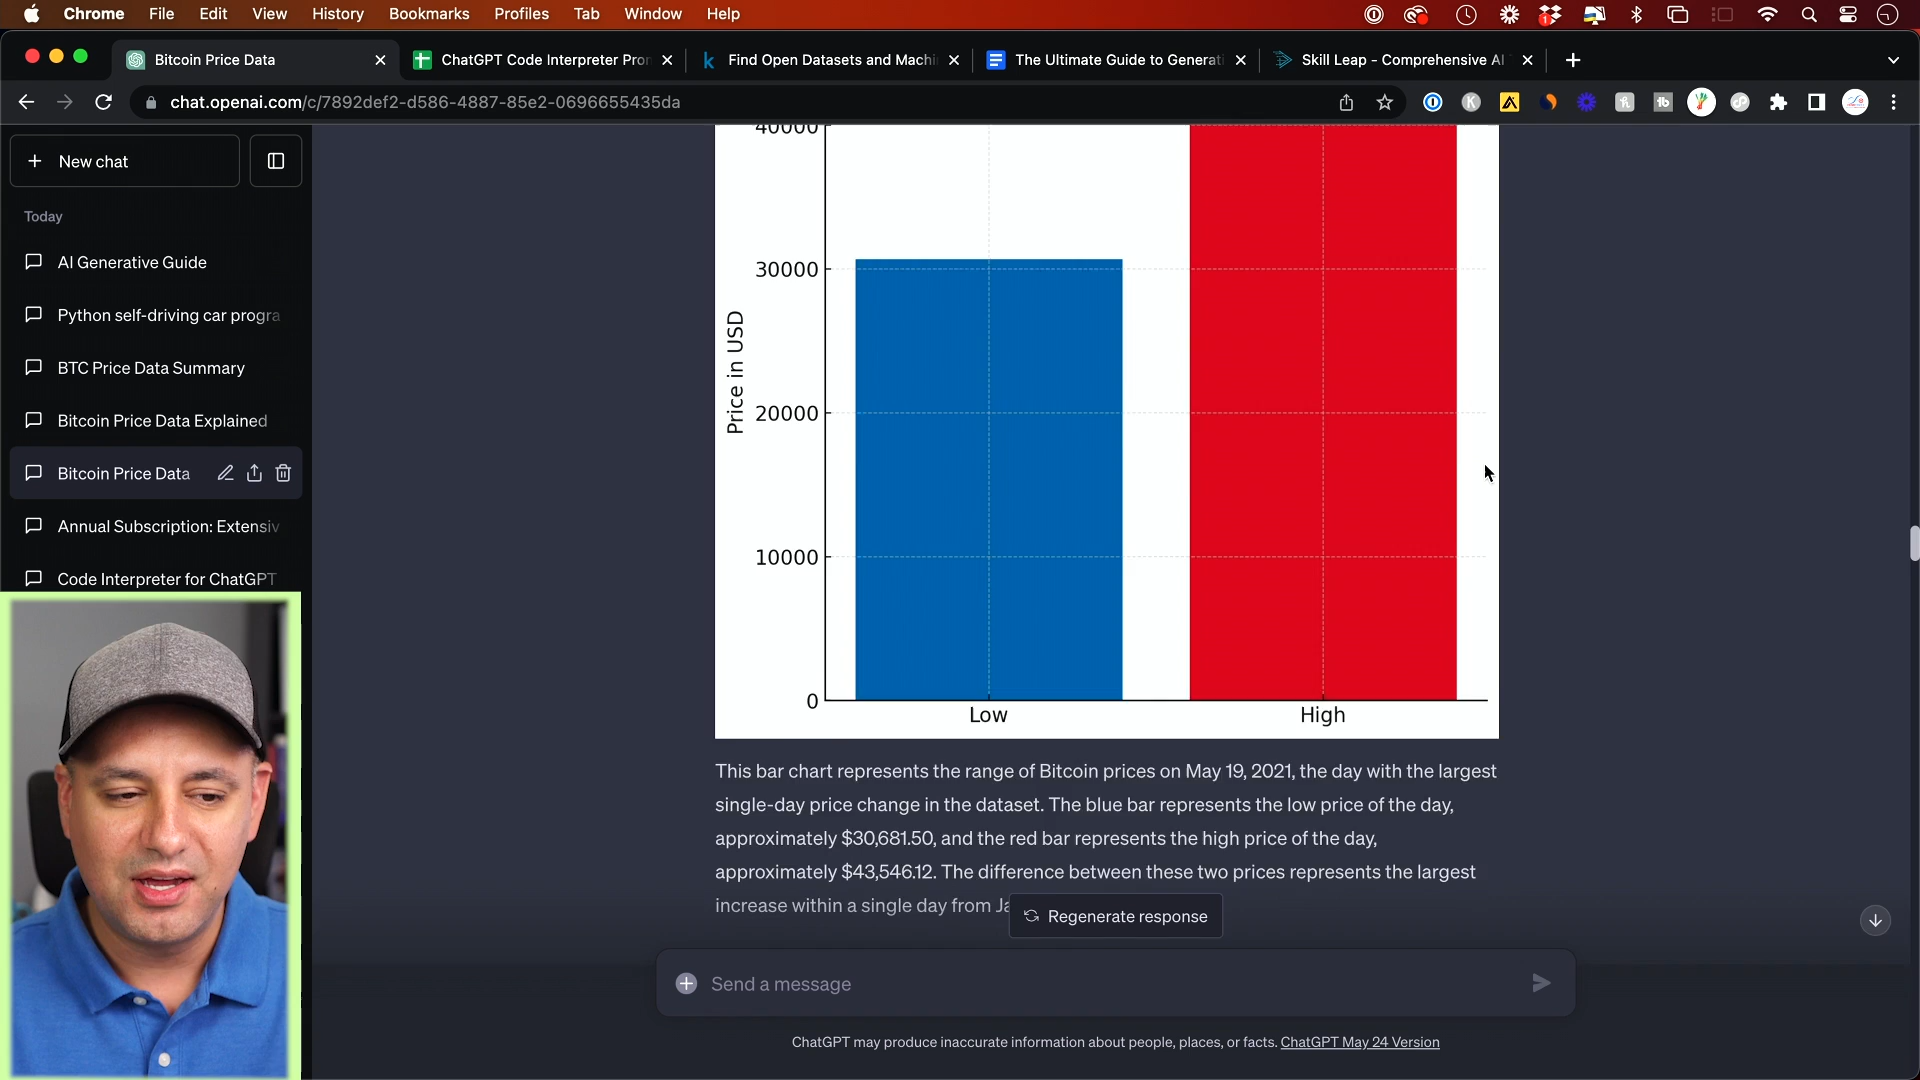 Chrome File Edit View History Bookmarks Profiles Tab Window Help
Bitcoin Price Data
ChatGPT Code Interpreter Pror
Find Open Datasets and Machi
The Ultimate Guide to Generati
Skill Leap - Comprehensive AI
chat.openai.com/c/7892def2-d586-4887-85e2-0696655435da
New chat
Today
AI Generative Guide
Python self-driving car progra
BTC Price Data Summary
Bitcoin Price Data Explained
Bitcoin Price Data
Annual Subscription: Extensiv
Code Interpreter for ChatGPT
40000
30000
20000
10000
0
Price in USD
Low High
This bar chart represents the range of Bitcoin prices on May 19, 2021, the day with the largest
single-day price change in the dataset. The blue bar represents the low price of the day,
approximately $30,681.50, and the red bar represents the high price of the day,
approximately $43,546.12. The difference between these two prices represents the largest
increase within a single day from Ja
Regenerate response
Send a message
ChatGPT may produce inaccurate information about people, places, or facts. ChatGPT May 24 Version